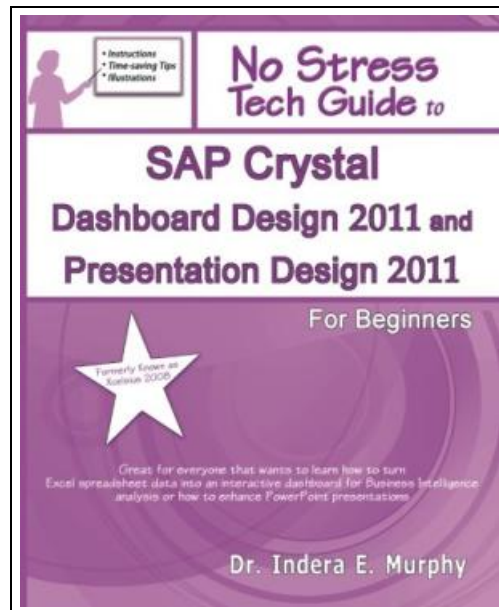 • Instructions
• Time-saving Tips
• Illustrations
No Stress
Tech Guide to
SAP Crystal
Dashboard Design 2011 and
Presentation Design 2011
For Beginners
Formerly Known as
Xcelsius 2008
Great for everyone that wants to learn how to turn
Excel spreadsheet data into an interactive dashboard for Business Intelligence
analysis or how to enhance PowerPoint presentations
Dr. Indera E. Murphy